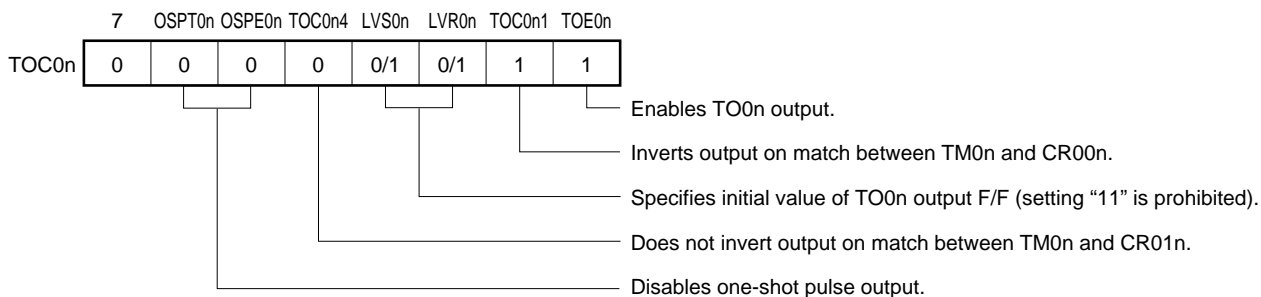 7 OSPT0n OSPE0n TOC0n4 LVS0n LVR0n TOC0n1 TOE0n
TOC0n 0 0 0 0 0/1 0/1 1 1
Enables TO0n output.
Inverts output on match between TM0n and CR00n.
Specifies initial value of TO0n output F/F (setting “11” is prohibited).
Does not invert output on match between TM0n and CR01n.
Disables one-shot pulse output.